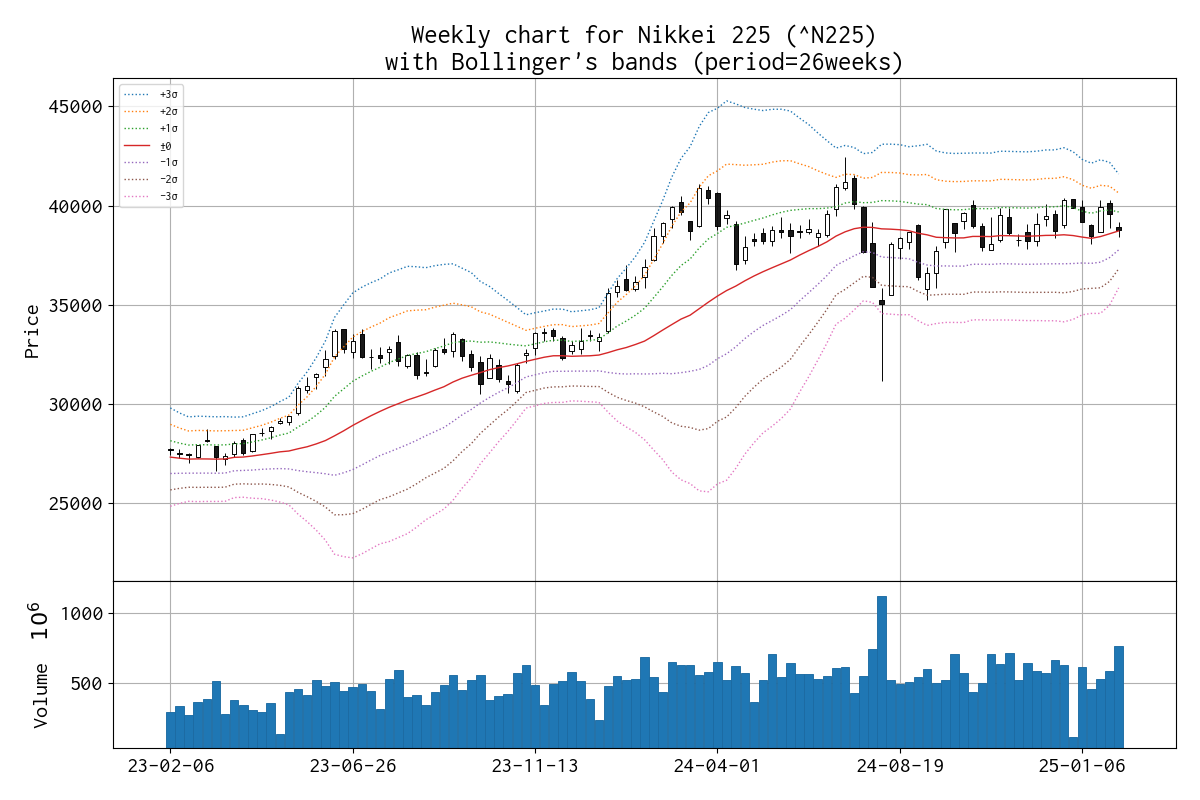 Weekly chart for Nikkei 225 (^N225)
with Bollinger's bands (period=26weeks)
+3σ
+2σ
+1σ
±0
−1σ
−2σ
−3σ
Price
45000
40000
35000
30000
25000
Volume 10⁶
1000
500
23-02-06
23-06-26
23-11-13
24-04-01
24-08-19
25-01-06